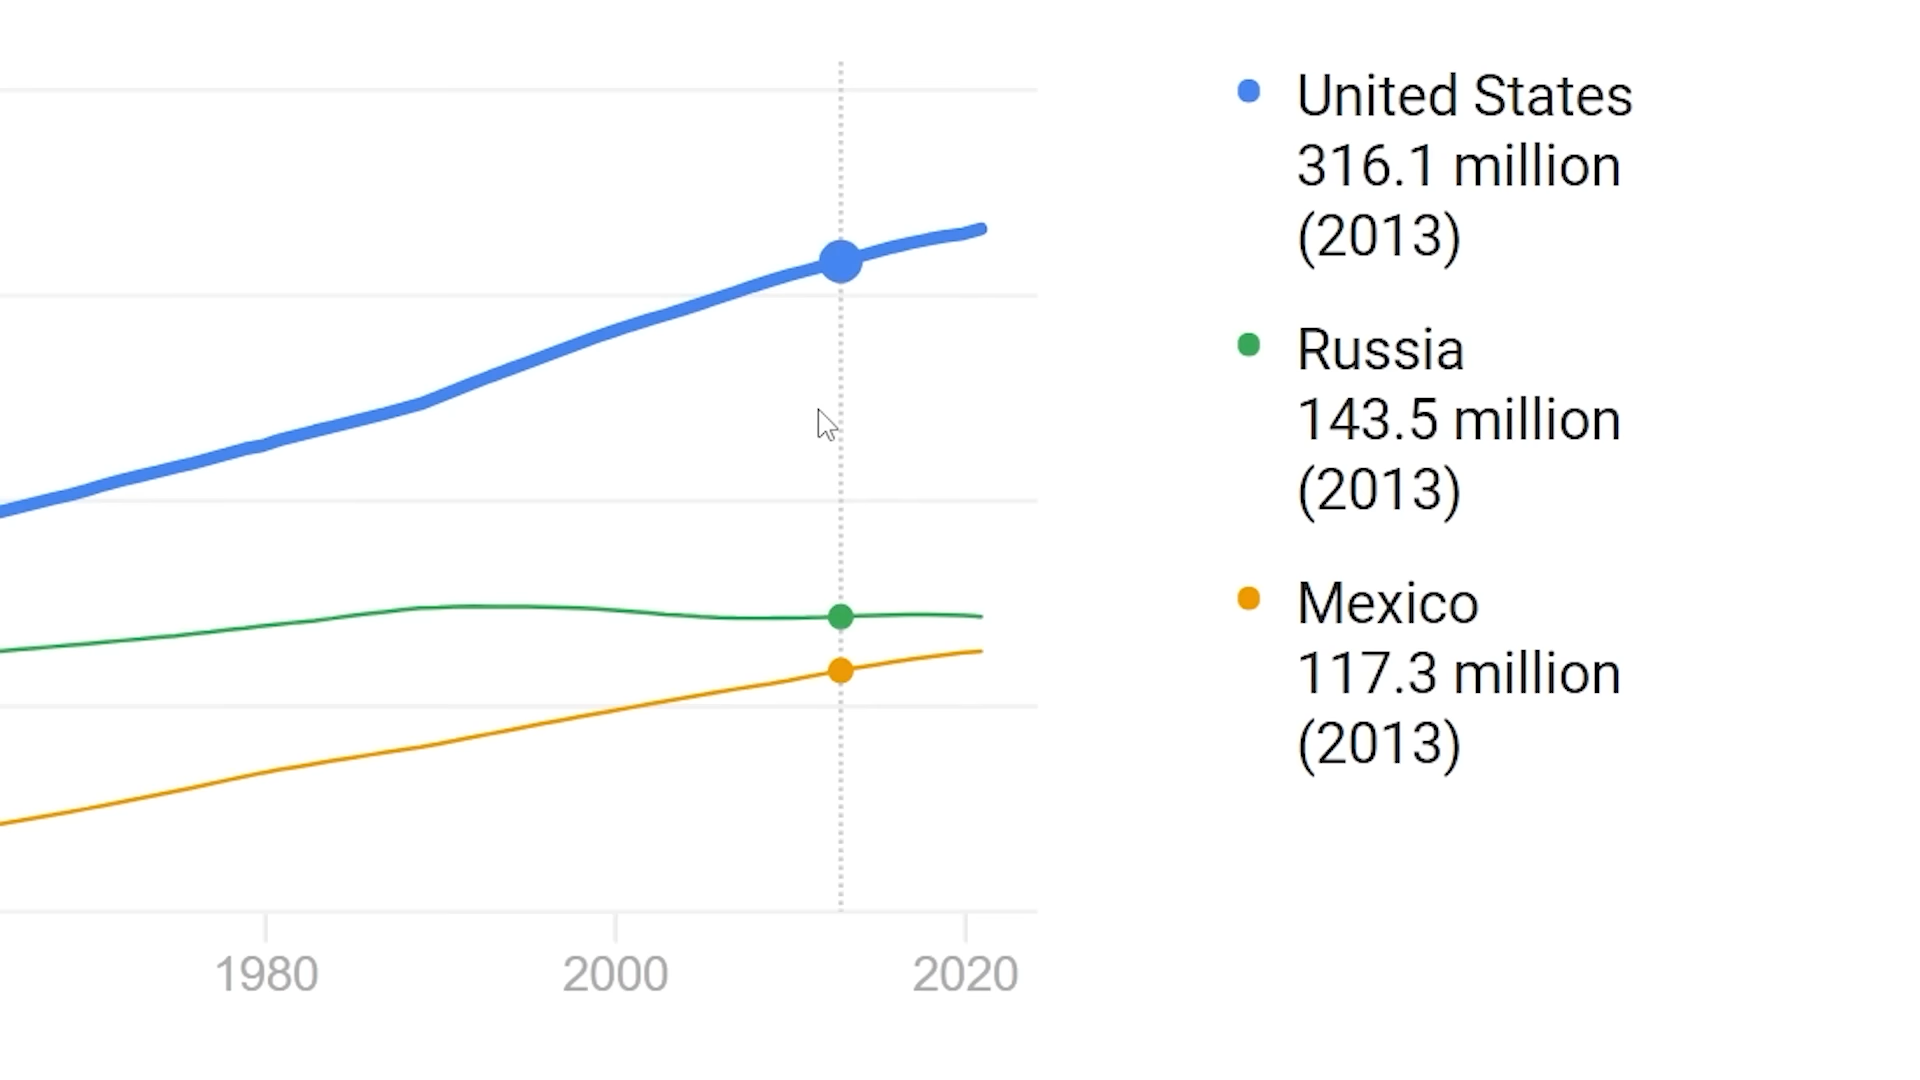 United States
316.1 million
(2013)
Russia
143.5 million
(2013)
Mexico
117.3 million
(2013)
1980 2000 2020